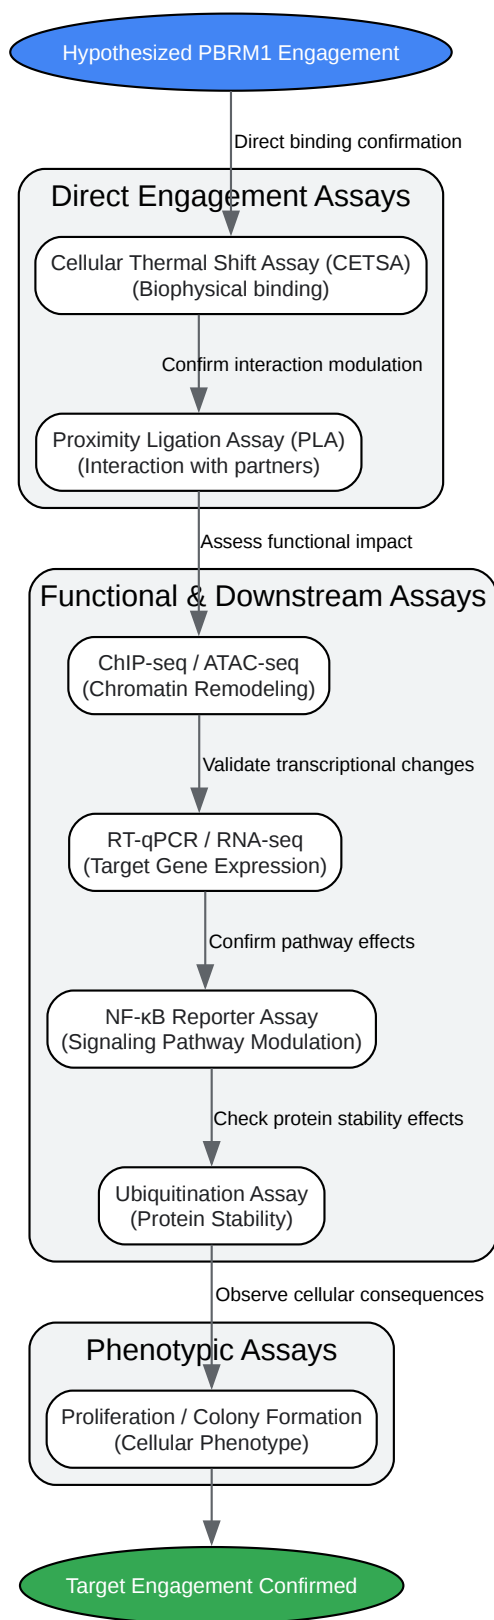 Hypothesized PBRM1 Engagement
Direct binding confirmation
Direct Engagement Assays
Cellular Thermal Shift Assay (CETSA)
(Biophysical binding)
Confirm interaction modulation
Proximity Ligation Assay (PLA)
(Interaction with partners)
Assess functional impact
Functional & Downstream Assays
ChIP-seq / ATAC-seq
(Chromatin Remodeling)
Validate transcriptional changes
RT-qPCR / RNA-seq
(Target Gene Expression)
Confirm pathway effects
NF-κB Reporter Assay
(Signaling Pathway Modulation)
Check protein stability effects
Ubiquitination Assay
(Protein Stability)
Observe cellular consequences
Phenotypic Assays
Proliferation / Colony Formation
(Cellular Phenotype)
Target Engagement Confirmed